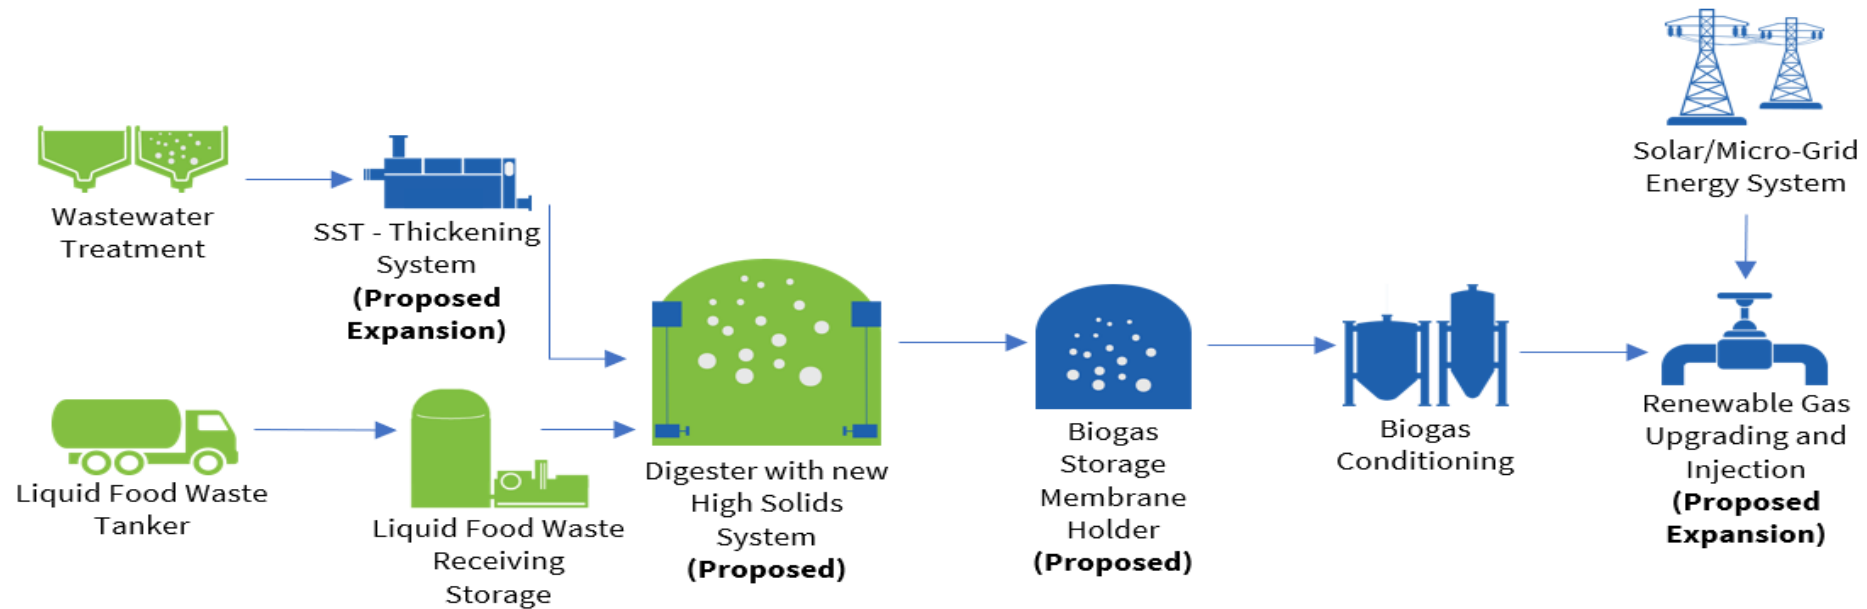 Wastewater
Treatment
SST - Thickening
System
(Proposed
Expansion)
Liquid Food Waste
Tanker
Liquid Food Waste
Receiving
Storage
Digester with new
High Solids
System
(Proposed)
Biogas
Storage
Membrane
Holder
(Proposed)
Biogas
Conditioning
Solar/Micro-Grid
Energy System
Renewable Gas
Upgrading and
Injection
(Proposed
Expansion)